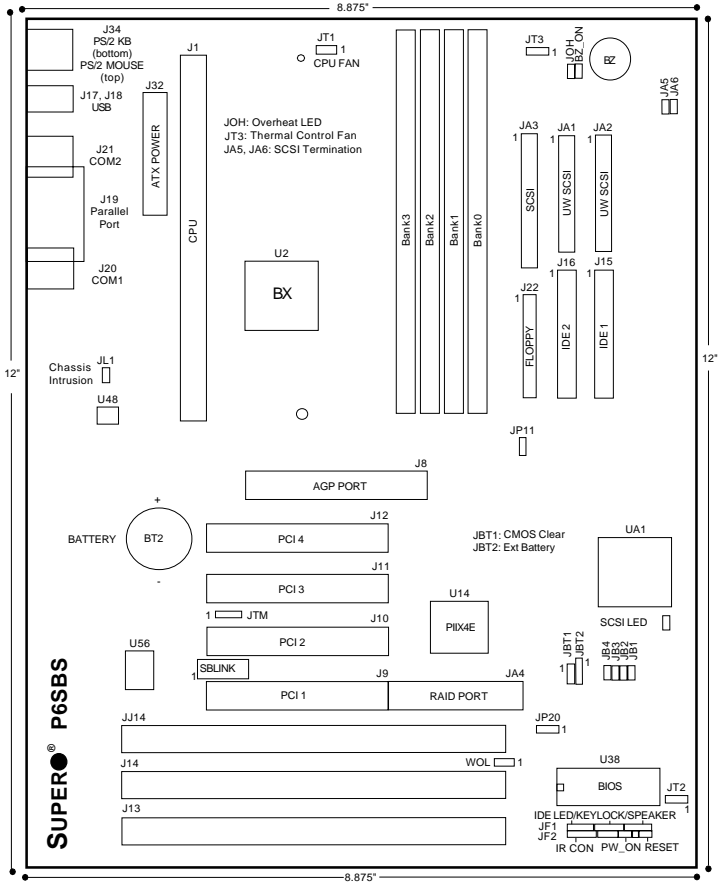 8.875"
J34
PS/2 KB
(bottom)
PS/2 MOUSE
(top)
J17, J18
USB
J21
COM2
J19
Parallel
Port
J20
COM1
J32
ATX POWER
J1
CPU
JT1
1
CPU FAN
JOH: Overheat LED
JT3: Thermal Control Fan
JA5, JA6: SCSI Termination
U2
BX
Bank3
Bank2
Bank1
Bank0
JT3
1
JOH
BZ_ON
BZ
JA5
JA6
JA3
1
SCSI
JA1
1
UW SCSI
JA2
1
UW SCSI
J22
1
FLOPPY
J16
1
IDE 2
J15
1
IDE 1
12"
12"
Chassis
Intrusion
JL1
U48
JP11
J8
AGP PORT
BATTERY
+
BT2
-
J12
PCI 4
J11
PCI 3
1
JTM
J10
PCI 2
SBLINK
1
J9
PCI 1
JA4
RAID PORT
U14
PIIX4E
JBT1: CMOS Clear
JBT2: Ext Battery
UA1
SCSI LED
JBT1
1
JBT2
1
JB4
JB3
JB2
JB1
U56
JJ14
J14
J13
JP20
1
WOL
1
U38
BIOS
JT2
1
IDE LED/KEYLOCK/SPEAKER
JF1
JF2
IR CON
PW_ON
RESET
SUPER® P6SBS
8.875"